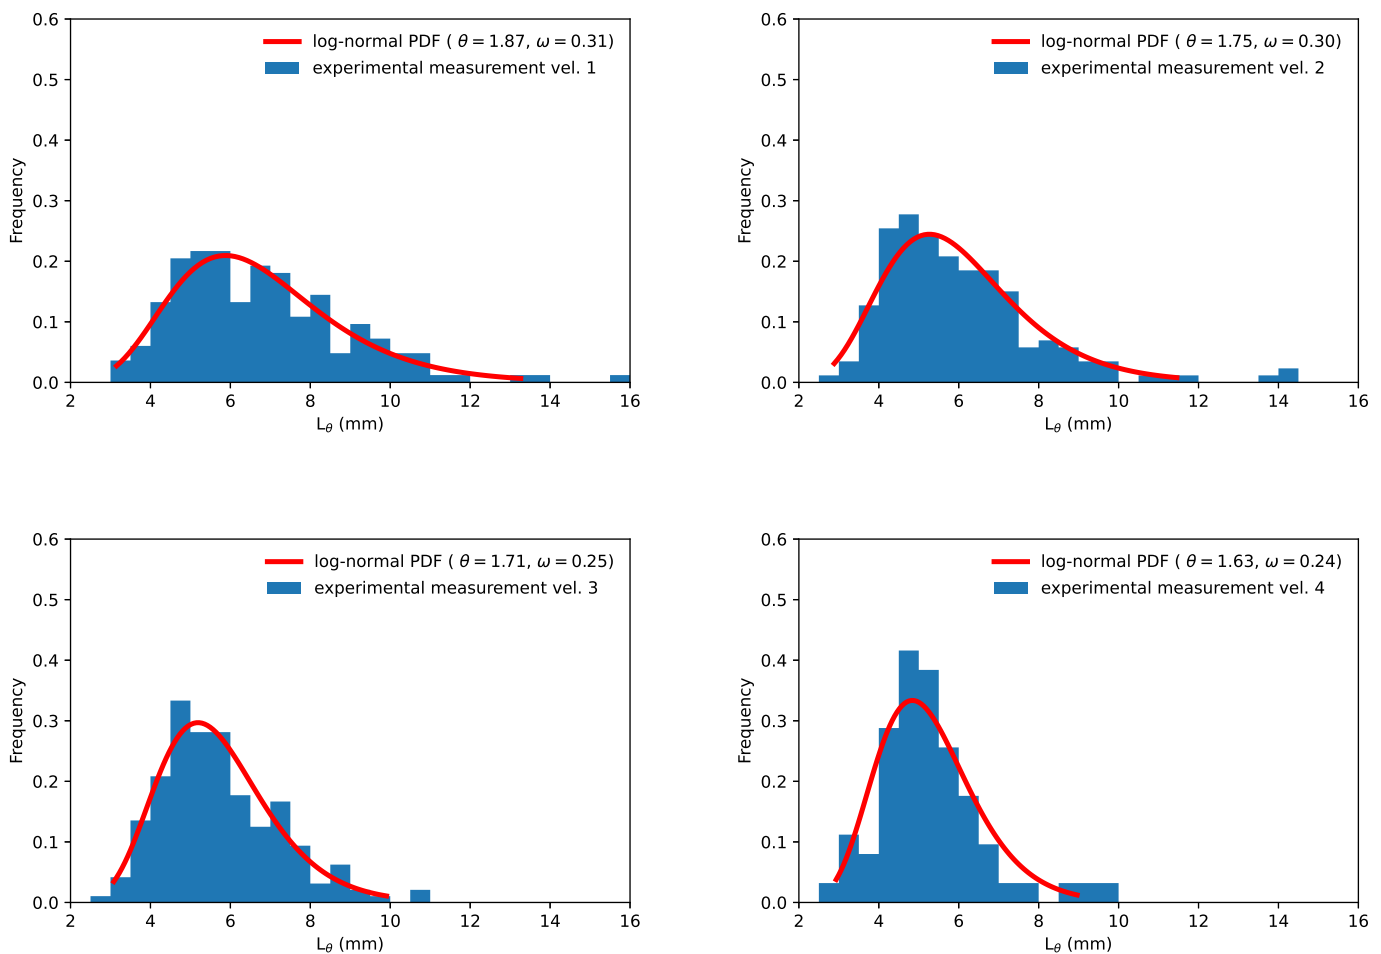 0.6
0.5
0.4
0.3
0.2
0.1
0.0
Frequency
log-normal PDF ( θ = 1.87, ω = 0.31)
experimental measurement vel. 1
2 4 6 8 10 12 14 16
Lθ (mm)
0.6
0.5
0.4
0.3
0.2
0.1
0.0
Frequency
log-normal PDF ( θ = 1.75, ω = 0.30)
experimental measurement vel. 2
2 4 6 8 10 12 14 16
Lθ (mm)
0.6
0.5
0.4
0.3
0.2
0.1
0.0
Frequency
log-normal PDF ( θ = 1.71, ω = 0.25)
experimental measurement vel. 3
2 4 6 8 10 12 14 16
Lθ (mm)
0.6
0.5
0.4
0.3
0.2
0.1
0.0
Frequency
log-normal PDF ( θ = 1.63, ω = 0.24)
experimental measurement vel. 4
2 4 6 8 10 12 14 16
Lθ (mm)